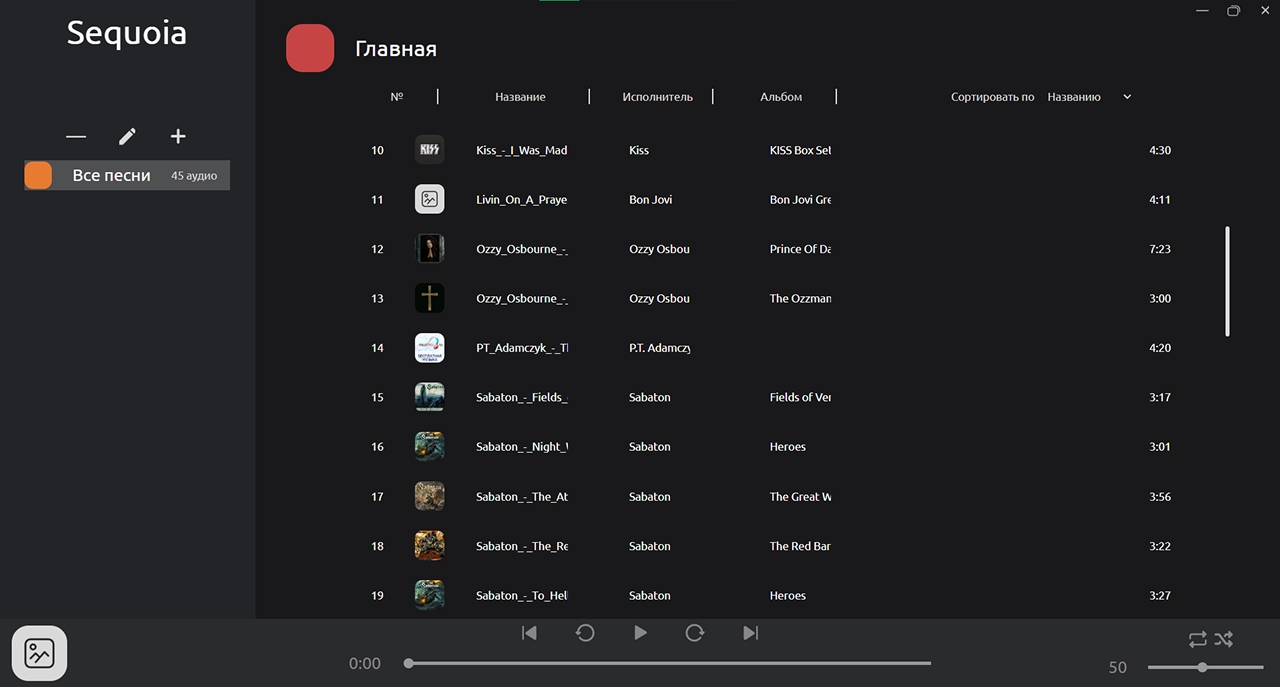 Sequoia
Все песни 45 аудио
Главная
№ Название Исполнитель Альбом Сортировать по Названию
10 KISS Kiss_-_I_Was_Mad Kiss KISS Box Set 4:30
11 Livin_On_A_Praye Bon Jovi Bon Jovi Gre 4:11
12 Ozzy_Osbourne_-_ Ozzy Osbou Prince Of Da 7:23
13 Ozzy_Osbourne_-_ Ozzy Osbou The Ozzman 3:00
14 PT_Adamczyk_-_Tl P.T. Adamczy 4:20
15 Sabaton_-_Fields_ Sabaton Fields of Ver 3:17
16 Sabaton_-_Night_ Sabaton Heroes 3:01
17 Sabaton_-_The_At Sabaton The Great W 3:56
18 Sabaton_-_The_Re Sabaton The Red Bar 3:22
19 Sabaton_-_To_Hel Sabaton Heroes 3:27
0:00
50